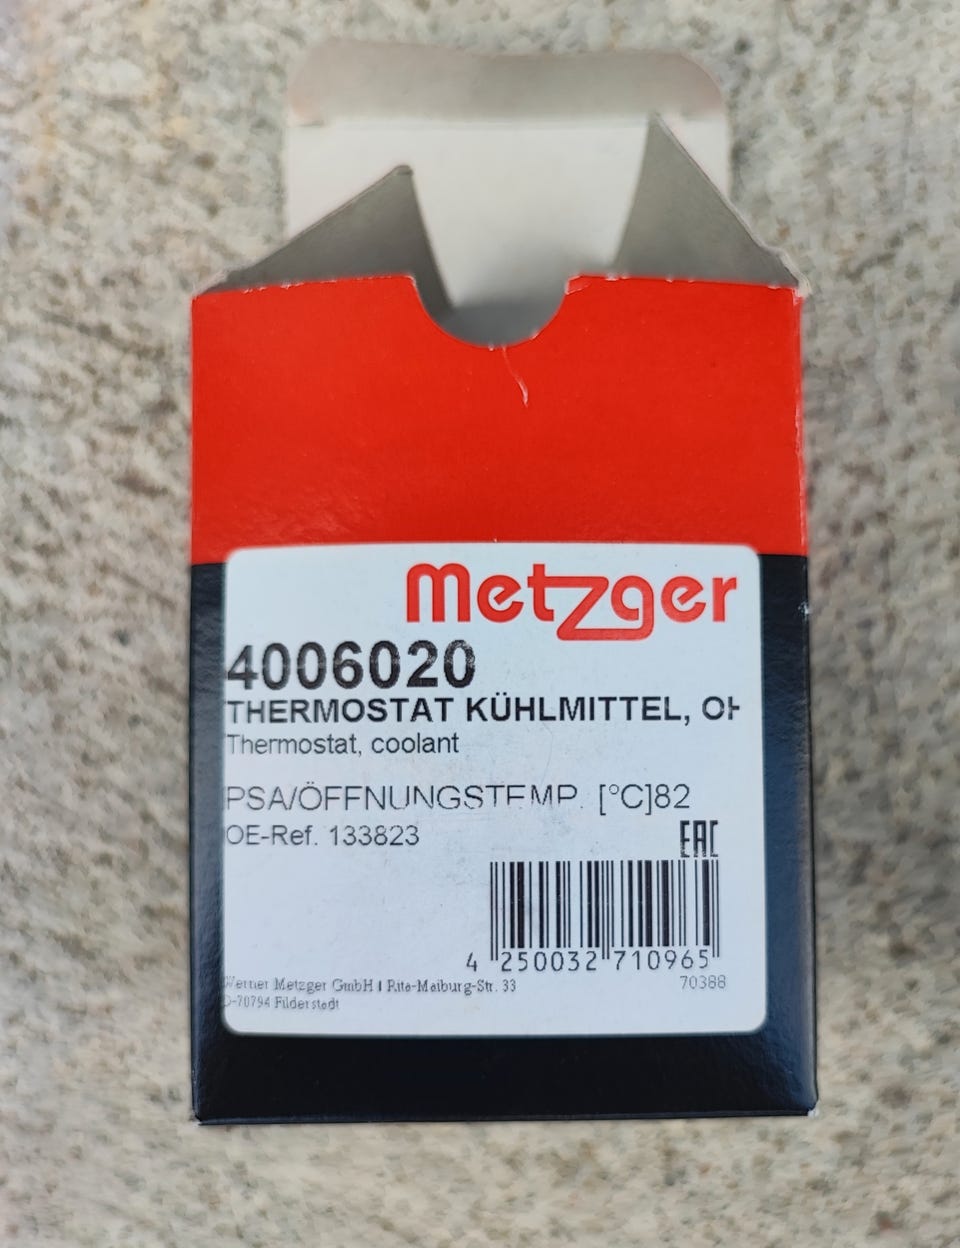 Metzger
4006020
THERMOSTAT KÜHLMITTEL,
Thermostat, coolant
PSA/ÖFFNUNGSTEMP. [°C]82
OE-Ref. 133823
EAC
4 250032 710965
Werner Metzger GmbH | Rita-Maiburg-Str. 33
70388
D-70794 Filderstadt